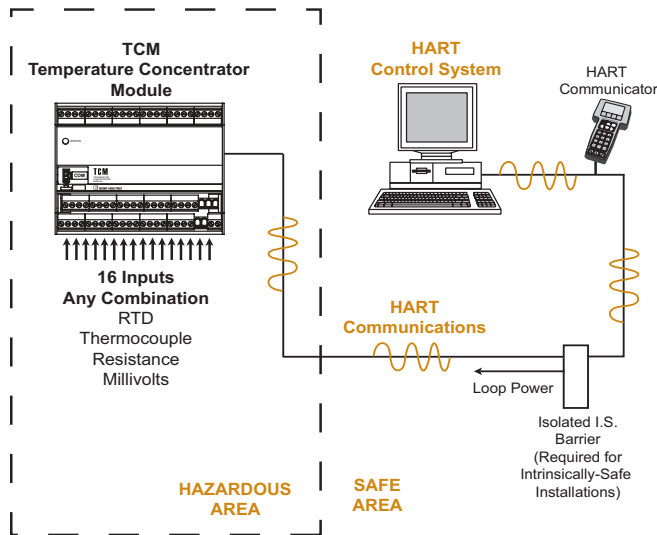 TCM
Temperature Concentrator
Module
HART
Control System
HART
Communicator
COM
TCM
16 Inputs
Any Combination
RTD
Thermocouple
Resistance
Millivolts
HART
Communications
Loop Power
Isolated I.S.
Barrier
(Required for
Intrinsically-Safe
Installations)
HAZARDOUS
AREA
SAFE
AREA